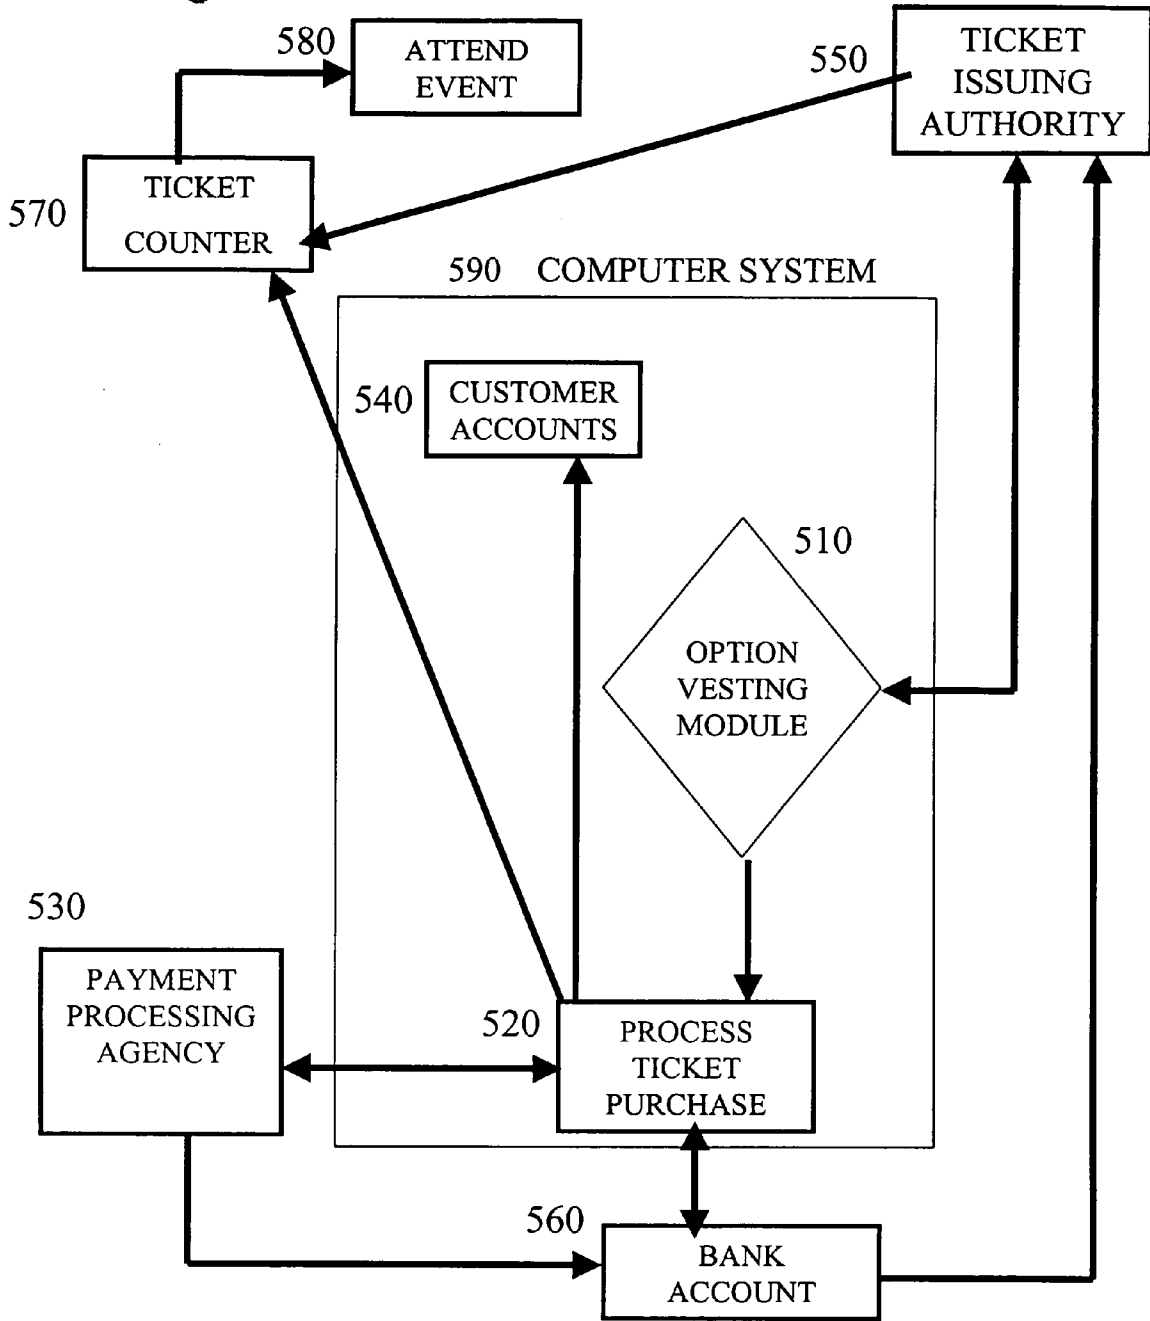 580
ATTEND
EVENT
550
TICKET
ISSUING
AUTHORITY
570
TICKET
COUNTER
590 COMPUTER SYSTEM
540
CUSTOMER
ACCOUNTS
510
OPTION
VESTING
MODULE
530
PAYMENT
PROCESSING
AGENCY
520
PROCESS
TICKET
PURCHASE
560
BANK
ACCOUNT